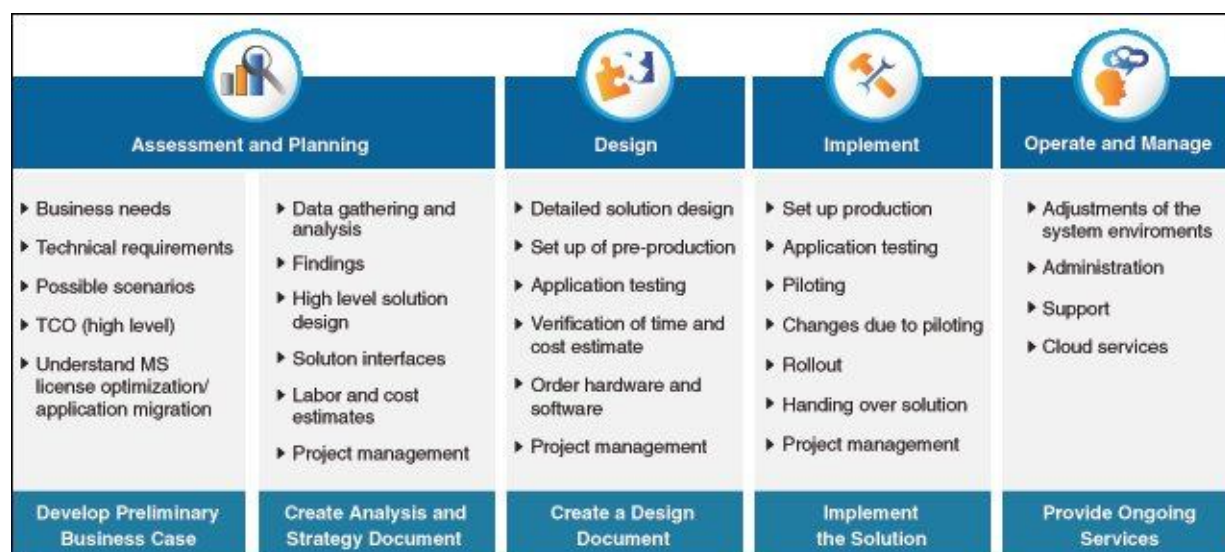 Assessment and Planning
Design
Implement
Operate and Manage
Business needs
Technical requirements
Possible scenarios
TCO (high level)
Understand MS
license optimization/
application migration
Data gathering and
analysis
Findings
High level solution
design
Soluton interfaces
Labor and cost
estimates
Project management
Detailed solution design
Set up of pre-production
Application testing
Verification of time and
cost estimate
Order hardware and
software
Project management
Set up production
Application testing
Piloting
Changes due to piloting
Rollout
Handing over solution
Project management
Adjustments of the
system enviroments
Administration
Support
Cloud services
Develop Preliminary
Business Case
Create Analysis and
Strategy Document
Create a Design
Document
Implement
the Solution
Provide Ongoing
Services